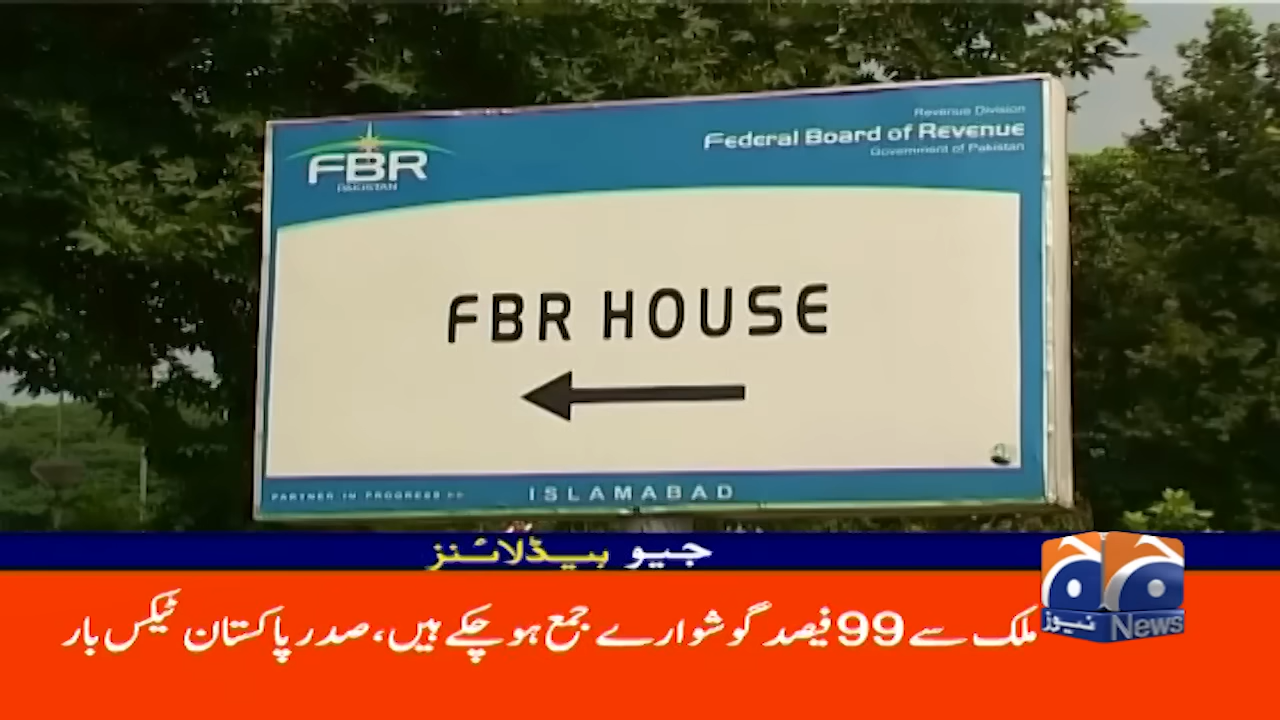 Revenue Division
Federal Board of Revenue
Government of Pakistan
FBR
PAKISTAN
FBR HOUSE
PARTNER IN PROGRESS >>
ISLAMABAD
جیو ہیڈلائنز
ملک سے 99 فیصد گوشوارے جمع ہو چکے ہیں، صدر پاکستان ٹیکس بار
جیو
نیوز News